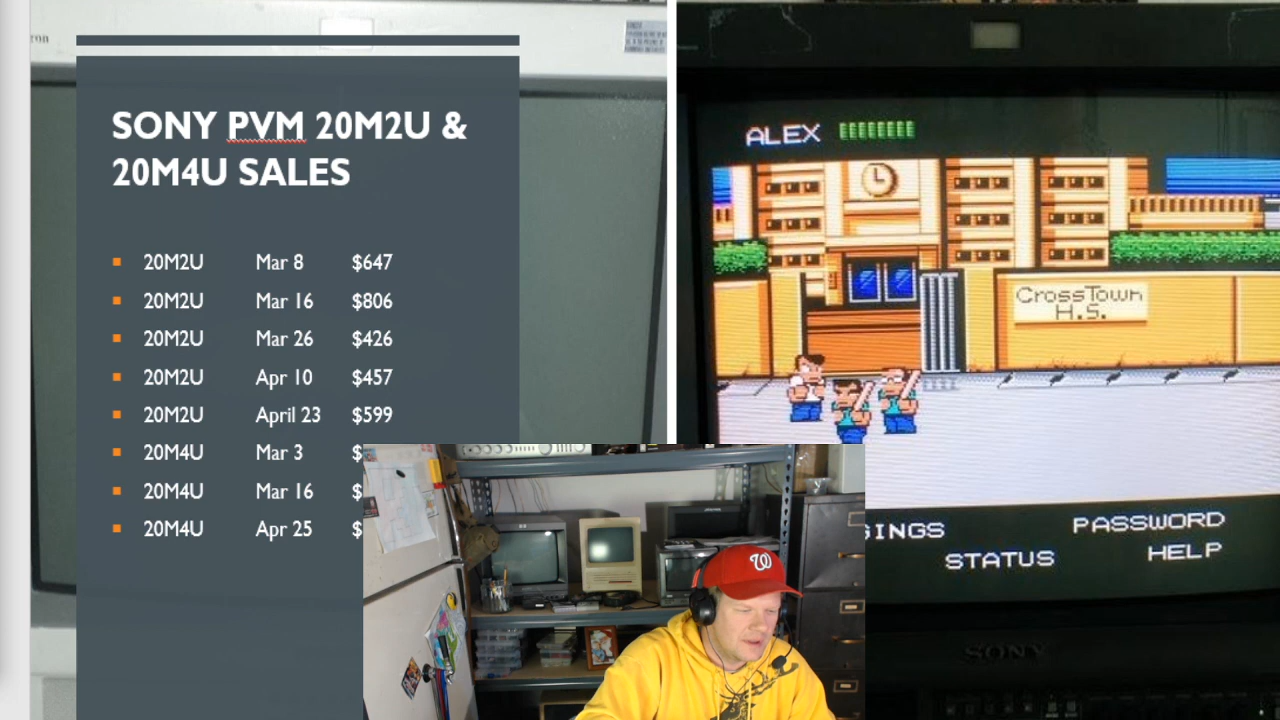 SONY PVM 20M2U &
20M4U SALES
20M2U Mar 8 $647
20M2U Mar 16 $806
20M2U Mar 26 $426
20M2U Apr 10 $457
20M2U April 23 $599
20M4U Mar 3 $
20M4U Mar 16 $
20M4U Apr 25 $
ALEX
CrossTown
H.S.
PASSWORD
STATUS HELP
SONY
W